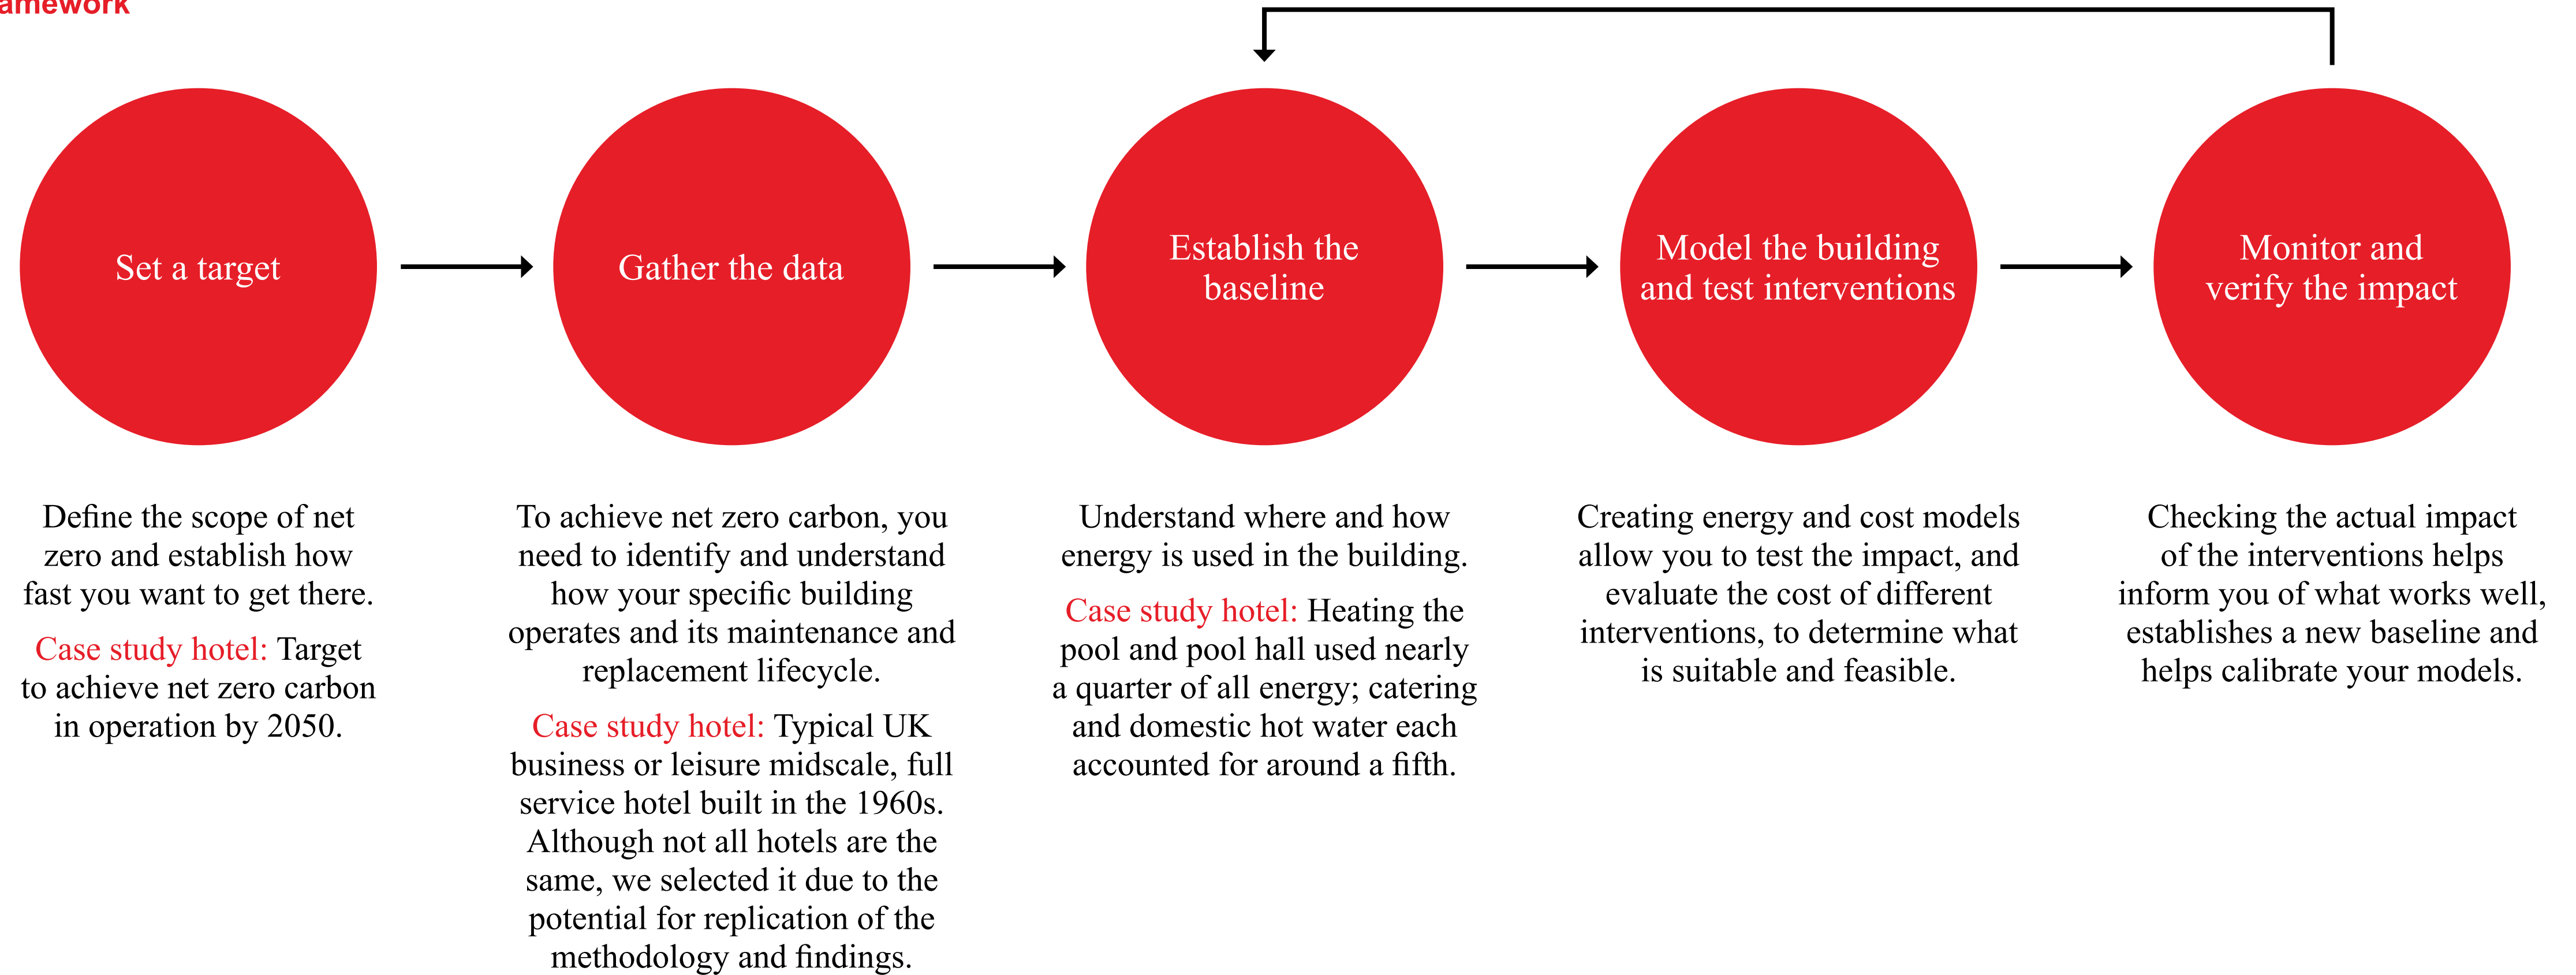 amework
Set a target
Gather the data
Establish the
baseline
Model the building
and test interventions
Monitor and
verify the impact
Define the scope of net
zero and establish how
fast you want to get there.
Case study hotel: Target
to achieve net zero carbon
in operation by 2050.
To achieve net zero carbon, you
need to identify and understand
how your specific building
operates and its maintenance and
replacement lifecycle.
Case study hotel: Typical UK
business or leisure midscale, full
service hotel built in the 1960s.
Although not all hotels are the
same, we selected it due to the
potential for replication of the
methodology and findings.
Understand where and how
energy is used in the building.
Case study hotel: Heating the
pool and pool hall used nearly
a quarter of all energy; catering
and domestic hot water each
accounted for around a fifth.
Creating energy and cost models
allow you to test the impact, and
evaluate the cost of different
interventions, to determine what
is suitable and feasible.
Checking the actual impact
of the interventions helps
inform you of what works well,
establishes a new baseline and
helps calibrate your models.